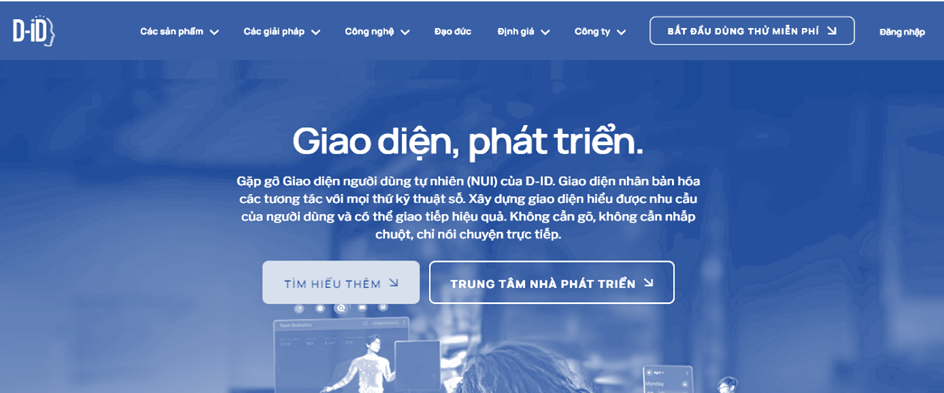 D-iD
Các sản phẩm
Các giải pháp
Công nghệ
Đạo đức
Định giá
Công ty
BẮT ĐẦU DÙNG THỬ MIỄN PHÍ
Đăng nhập
Giao diện, phát triển.
Gặp gỡ Giao diện người dùng tự nhiên (NUI) của D-ID. Giao diện nhân bản hóa
các tương tác với mọi thứ kỹ thuật số. Xây dựng giao diện hiểu được nhu cầu
của người dùng và có thể giao tiếp hiệu quả. Không cần gõ, không cần nhấp
chuột, chỉ nói chuyện trực tiếp.
TÌM HIỂU THÊM
TRUNG TÂM NHÀ PHÁT TRIỂN
Monday